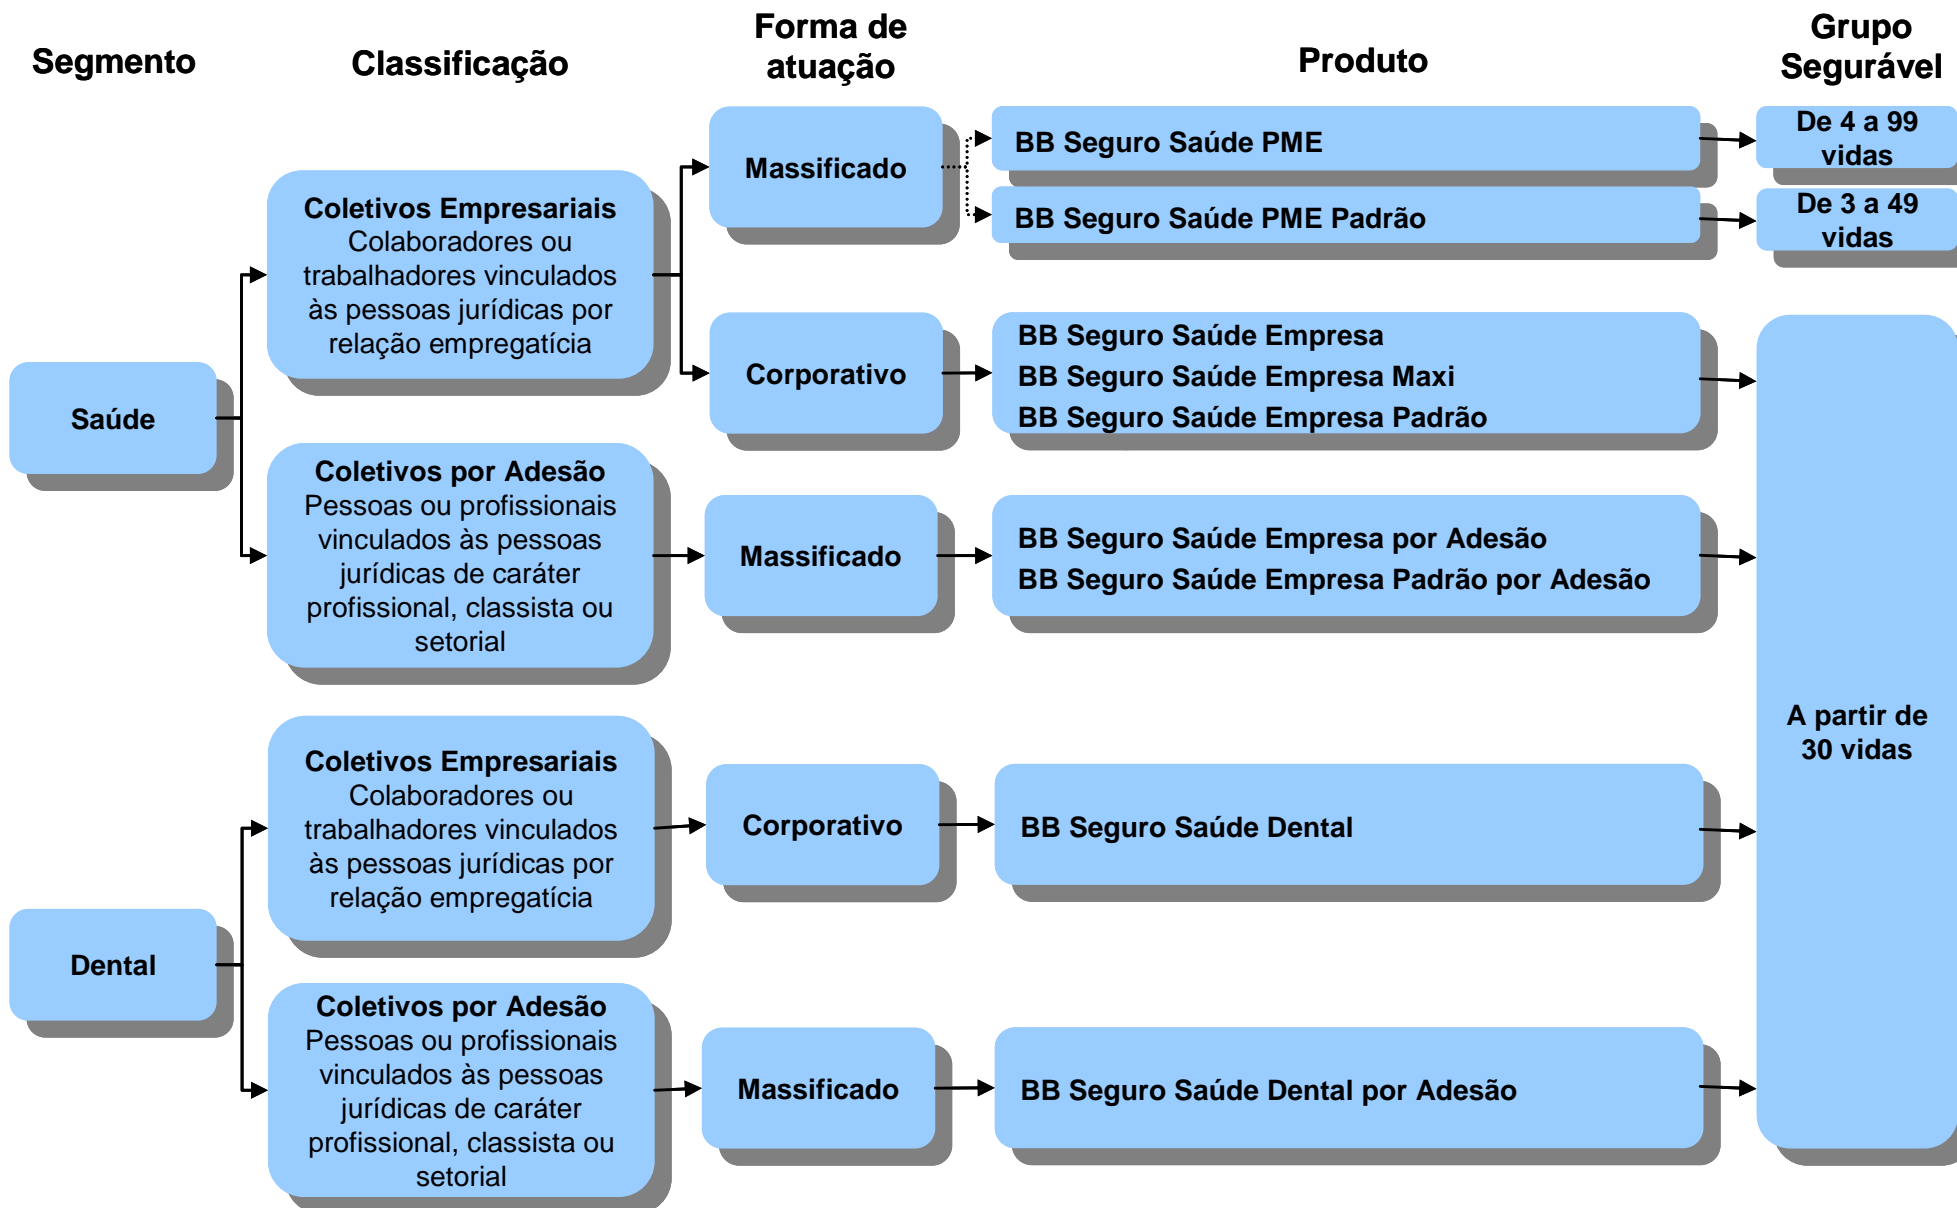 Segmento
Classificação
Forma de
atuação
Produto
Grupo
Segurável
Saúde
Coletivos Empresariais
Colaboradores ou
trabalhadores vinculados
às pessoas jurídicas por
relação empregatícia
Massificado
BB Seguro Saúde PME
De 4 a 99
vidas
BB Seguro Saúde PME Padrão
De 3 a 49
vidas
Corporativo
BB Seguro Saúde Empresa
BB Seguro Saúde Empresa Maxi
BB Seguro Saúde Empresa Padrão
Coletivos por Adesão
Pessoas ou profissionais
vinculados às pessoas
jurídicas de caráter
profissional, classista ou
setorial
Massificado
BB Seguro Saúde Empresa por Adesão
BB Seguro Saúde Empresa Padrão por Adesão
A partir de
30 vidas
Dental
Coletivos Empresariais
Colaboradores ou
trabalhadores vinculados
às pessoas jurídicas por
relação empregatícia
Corporativo
BB Seguro Saúde Dental
Coletivos por Adesão
Pessoas ou profissionais
vinculados às pessoas
jurídicas de caráter
profissional, classista ou
setorial
Massificado
BB Seguro Saúde Dental por Adesão